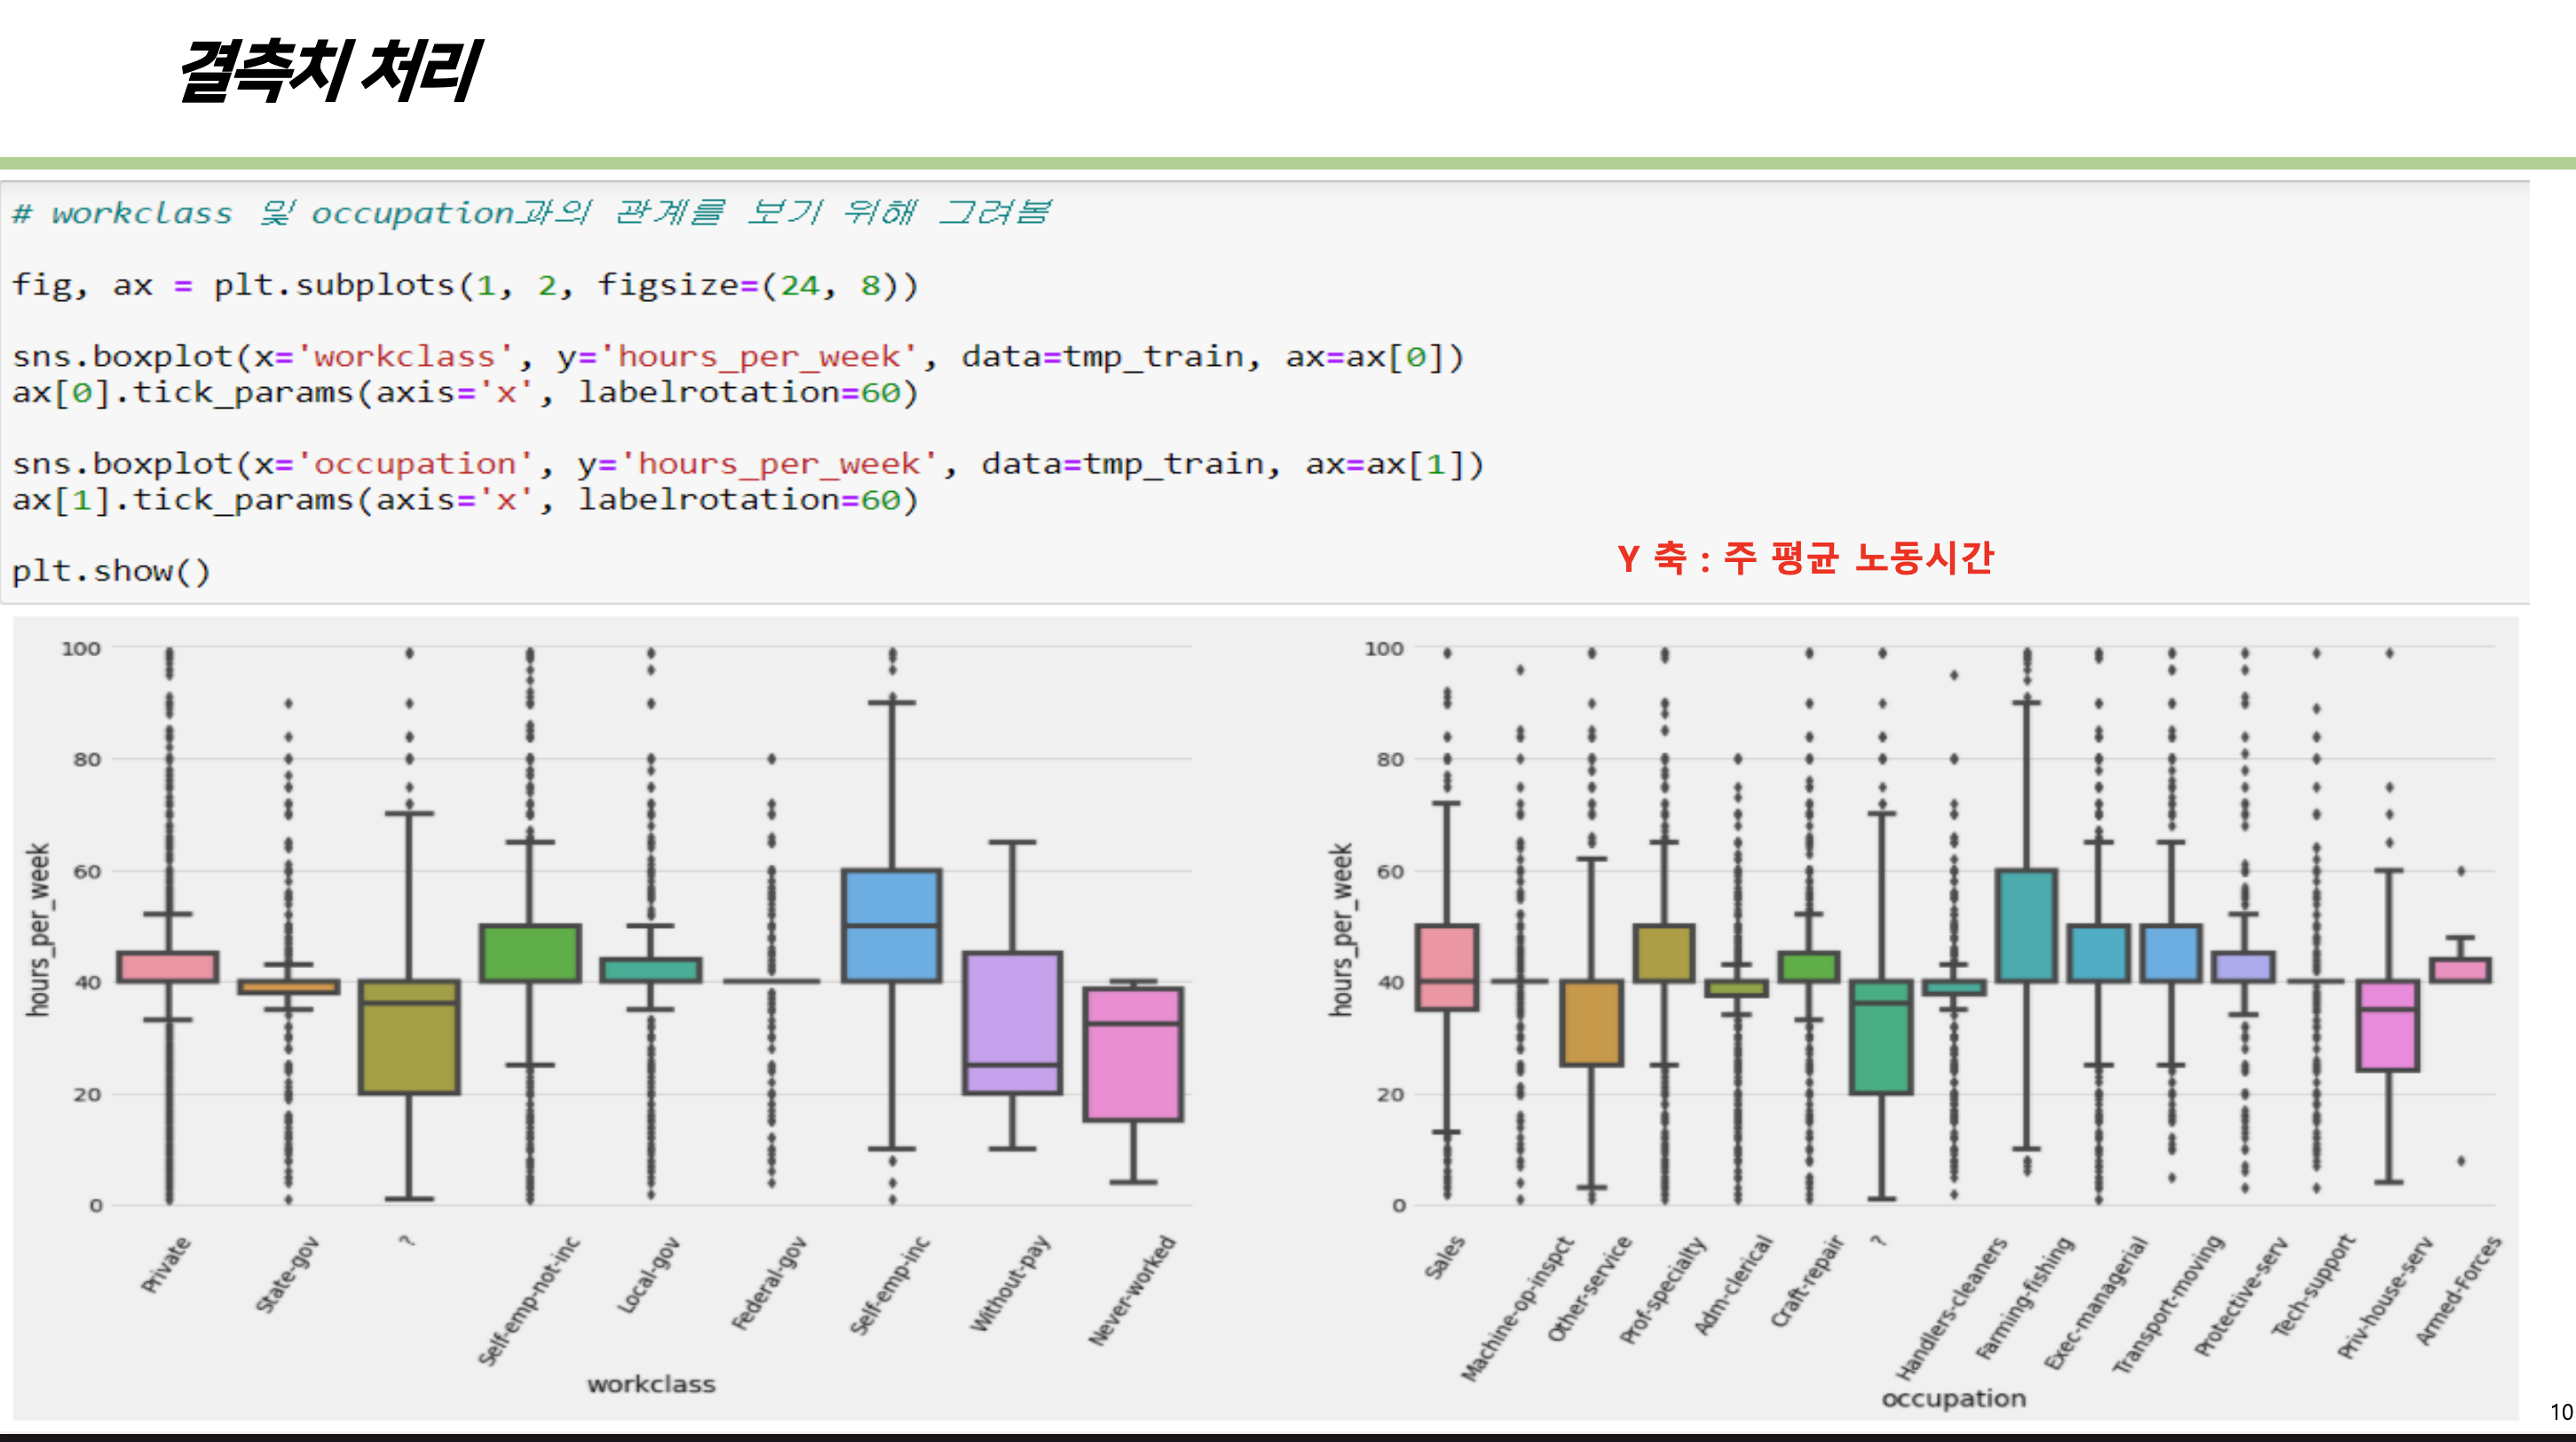 결측치 처리
# workclass 및 occupation과의 관계를 보기 위해 그려봄
fig, ax = plt.subplots(1, 2, figsize=(24, 8))
sns.boxplot(x='workclass', y='hours_per_week', data=tmp_train, ax=ax[0])
ax[0].tick_params(axis='x', labelrotation=60)
sns.boxplot(x='occupation', y='hours_per_week', data=tmp_train, ax=ax[1])
ax[1].tick_params(axis='x', labelrotation=60)
plt.show()
Y 축 : 주 평균 노동시간
100
80
60
40
20
0
hours_per_week
Private
State-gov
?
Self-emp-not-inc
Local-gov
Federal-gov
Self-emp-inc
Without-pay
Never-worked
workclass
100
80
60
40
20
0
hours_per_week
Sales
Machine-op-inspct
Other-service
Prof-specialty
Adm-clerical
Craft-repair
?
Handlers-cleaners
Farming-fishing
Exec-managerial
Transport-moving
Protective-serv
Tech-support
Priv-house-serv
Armed-Forces
occupation
10